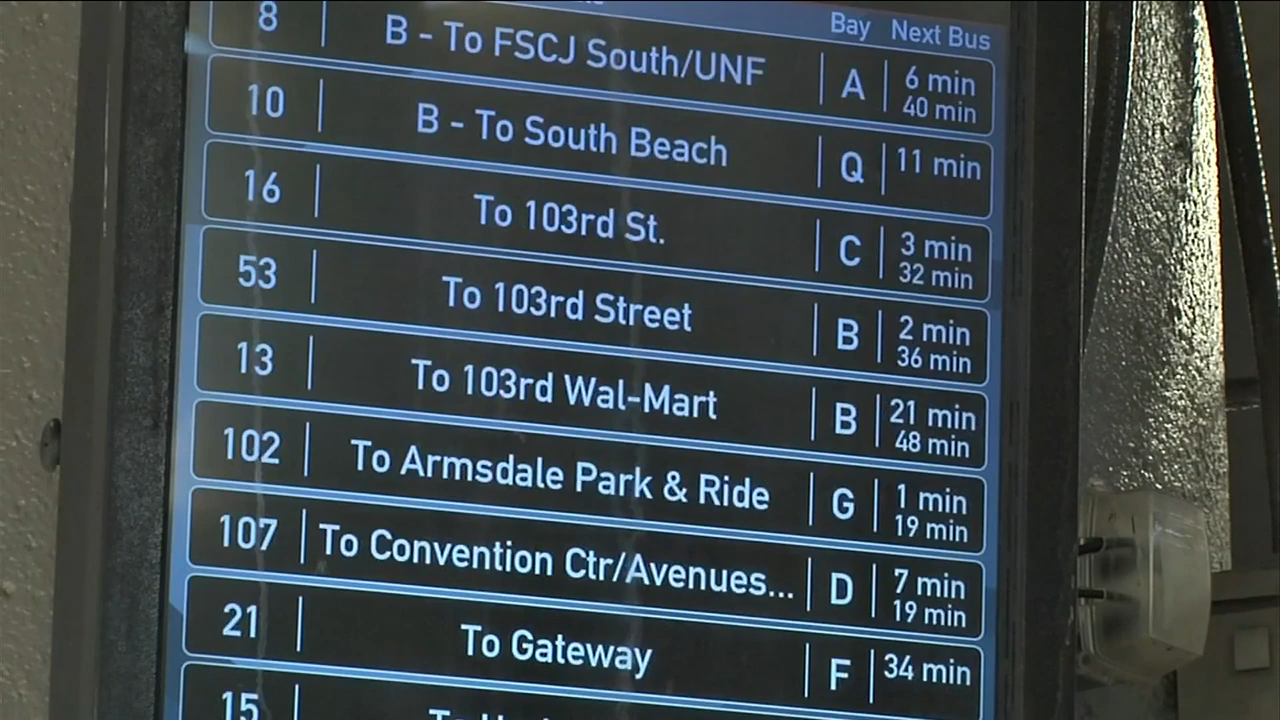 Bay Next Bus
8 B - To FSCJ South/UNF A 6 min
40 min
10 B - To South Beach Q 11 min
16 To 103rd St. C 3 min
32 min
53 To 103rd Street B 2 min
36 min
13 To 103rd Wal-Mart B 21 min
48 min
102 To Armsdale Park & Ride G 1 min
19 min
107 To Convention Ctr/Avenues... D 7 min
19 min
21 To Gateway F 34 min
15 To